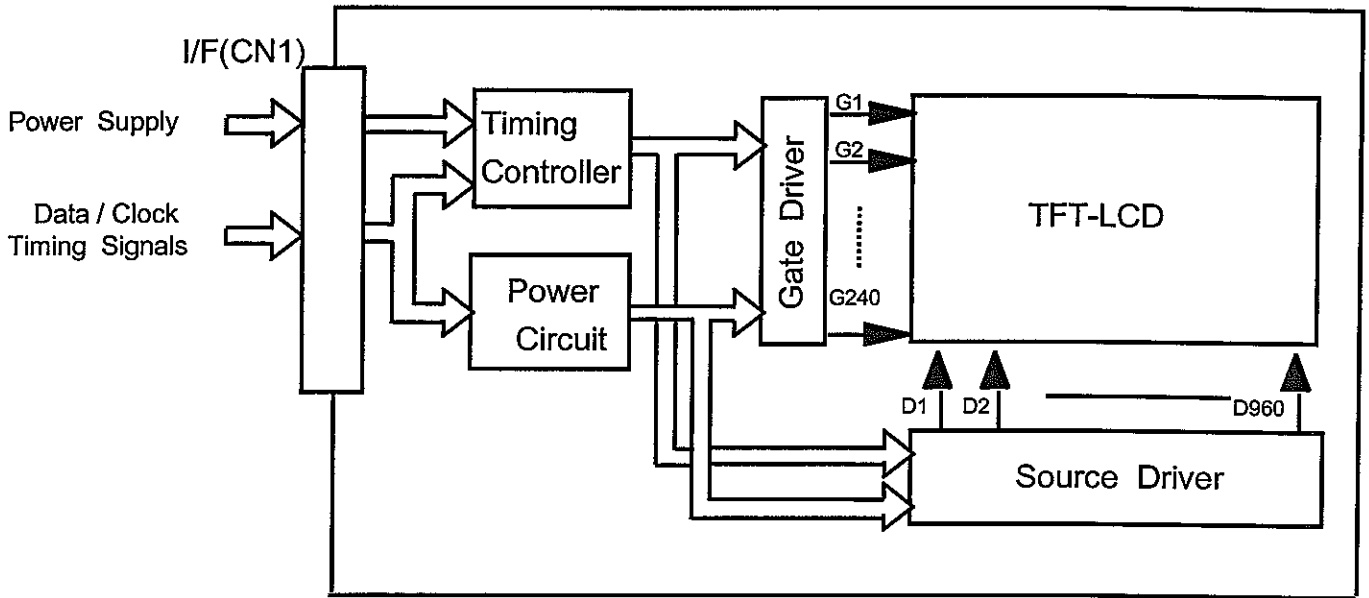 I/F(CN1)
Power Supply
Data / Clock
Timing Signals
Timing
Controller
Power
Circuit
Gate Driver
G1
G2
G240
TFT-LCD
D1
D2
D960
Source Driver